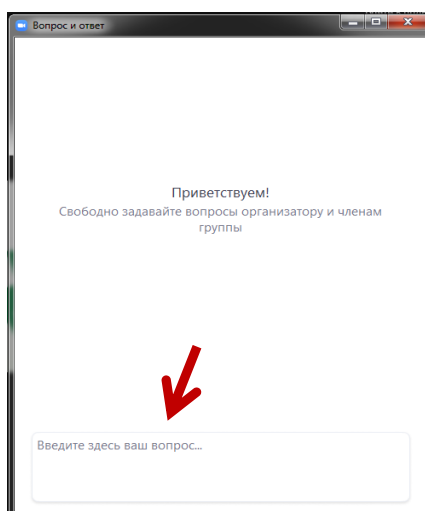 Вопрос и ответ
Приветствуем!
Свободно задавайте вопросы организатору и членам
группы
Введите здесь ваш вопрос...